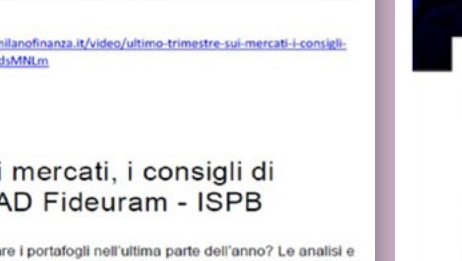 nilanofinanza.it/video/ultimo-trimestre-sui-mercati-i-consigli-
dsMNLm
i mercati, i consigli di
AD Fideuram - ISPB
are i portafogli nell'ultima parte dell'anno? Le analisi e